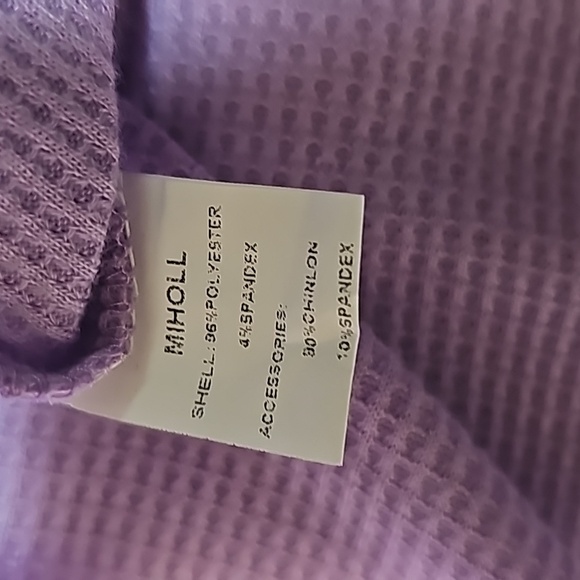 MIHOLL
SHELL:96%POLYESTER
4%SPANDEX
ACCESSORIES:
90%CHINLON
10%SPANDEX